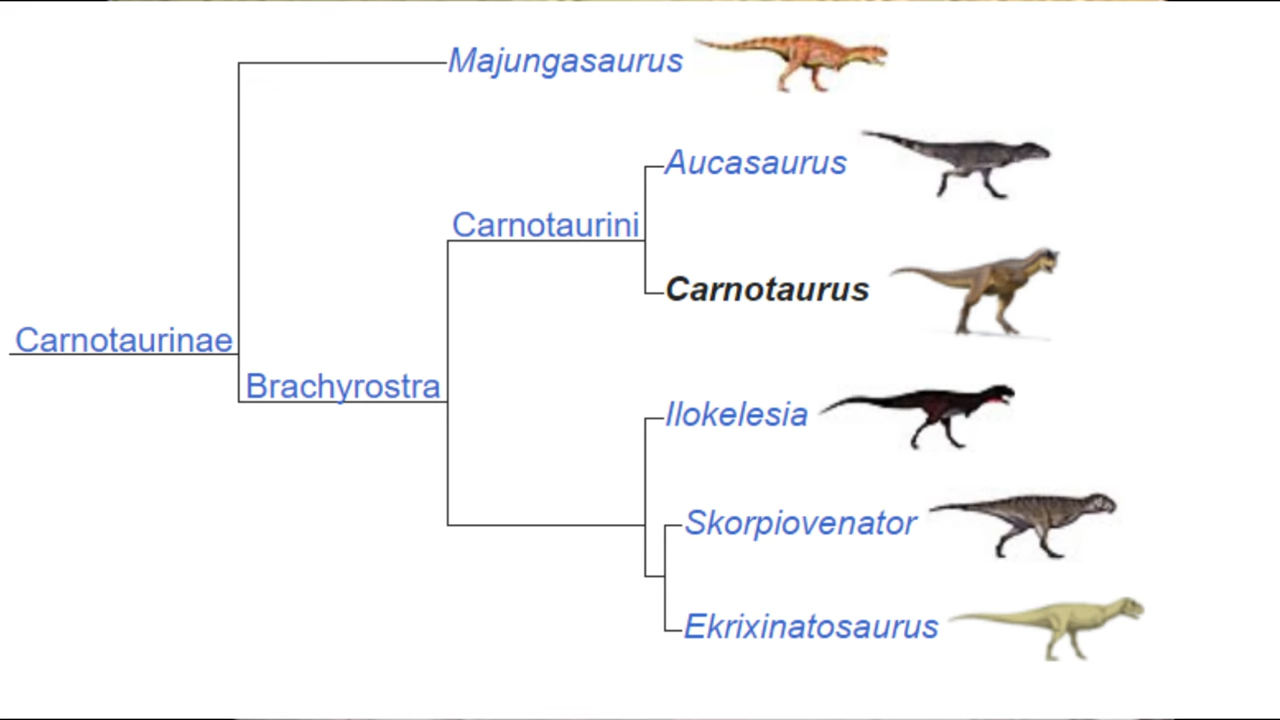 Majungasaurus
Aucasaurus
Carnotaurini
Carnotaurus
Carnotaurinae
Brachyrostra
Ilokelesia
Skorpiovenator
Ekrixinatosaurus